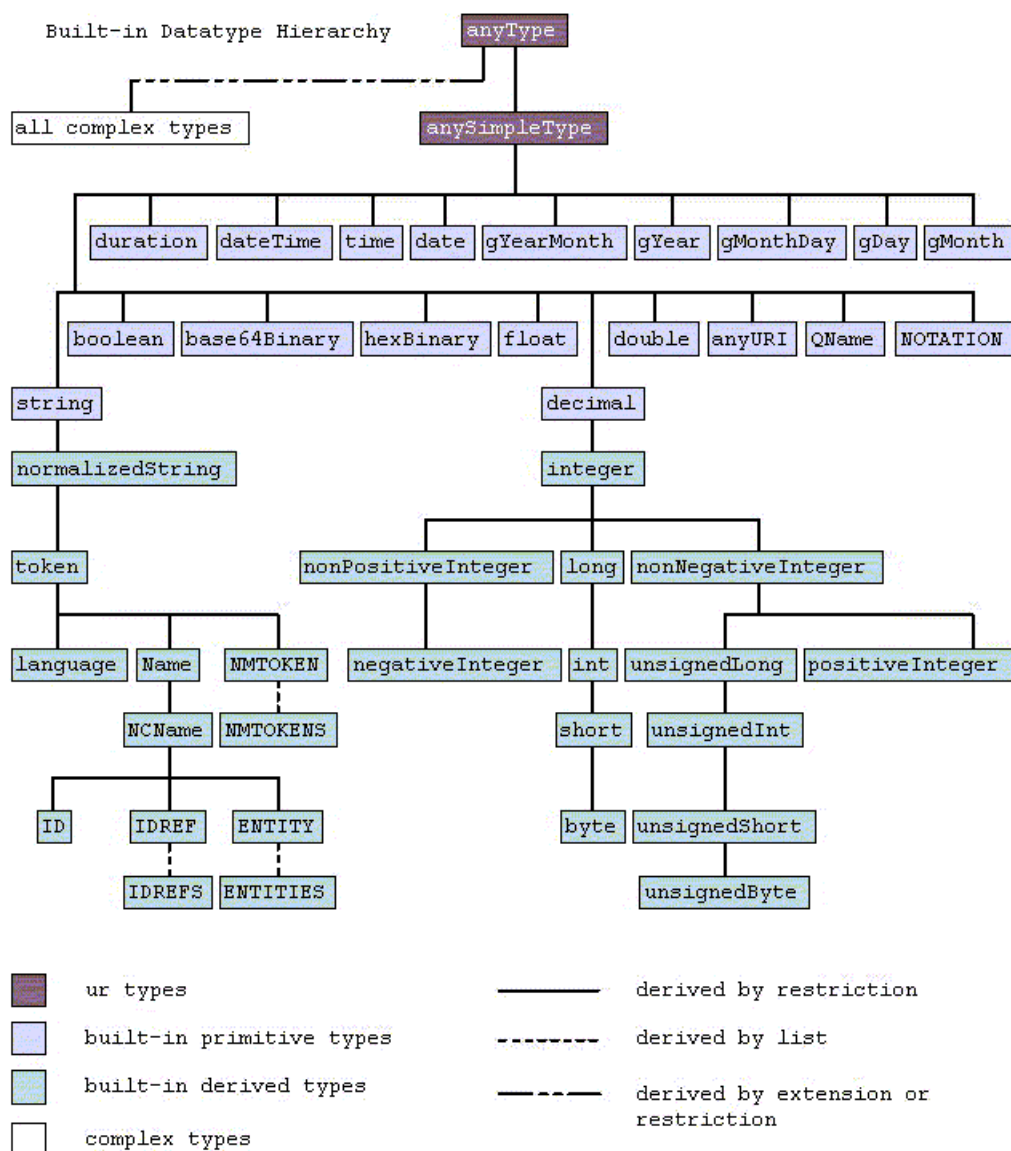 Built-in Datatype Hierarchy
anyType
all complex types
anySimpleType
duration
dateTime
time
date
gYearMonth
gYear
gMonthDay
gDay
gMonth
boolean
base64Binary
hexBinary
float
double
anyURI
QName
NOTATION
string
decimal
normalizedString
integer
token
nonPositiveInteger
long
nonNegativeInteger
language
Name
NMTOKEN
negativeInteger
int
unsignedLong
positiveInteger
NCName
NMTOKENS
short
unsignedInt
ID
IDREF
ENTITY
byte
unsignedShort
IDREFS
ENTITIES
unsignedByte
ur types
derived by restriction
built-in primitive types
derived by list
built-in derived types
derived by extension or
restriction
complex types